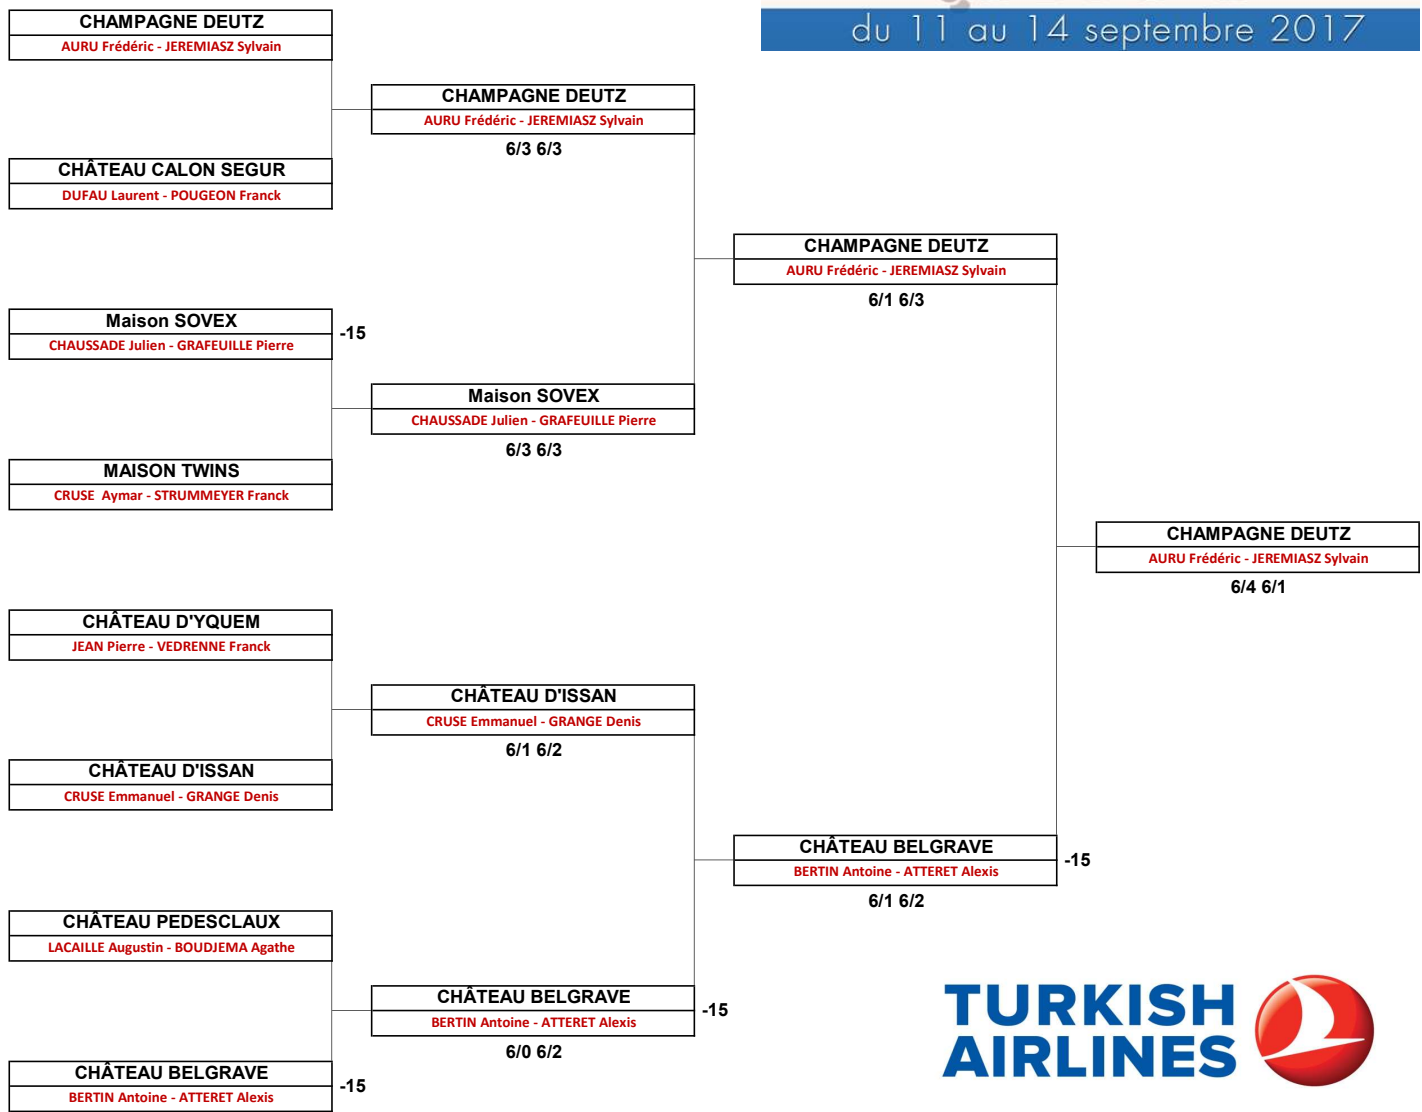 du 11 au 14 septembre 2017
CHAMPAGNE DEUTZ
AURU Frédéric - JEREMIASZ Sylvain
CHAMPAGNE DEUTZ
AURU Frédéric - JEREMIASZ Sylvain
6/3 6/3
CHÂTEAU CALON SEGUR
DUFAU Laurent - POUGEON Franck
CHAMPAGNE DEUTZ
AURU Frédéric - JEREMIASZ Sylvain
6/1 6/3
Maison SOVEX
CHAUSSADE Julien - GRAFEUILLE Pierre
-15
Maison SOVEX
CHAUSSADE Julien - GRAFEUILLE Pierre
6/3 6/3
MAISON TWINS
CRUSE  Aymar - STRUMMEYER Franck
CHAMPAGNE DEUTZ
AURU Frédéric - JEREMIASZ Sylvain
6/4 6/1
CHÂTEAU D'YQUEM
JEAN Pierre - VEDRENNE Franck
CHÂTEAU D'ISSAN
CRUSE Emmanuel - GRANGE Denis
6/1 6/2
CHÂTEAU D'ISSAN
CRUSE Emmanuel - GRANGE Denis
CHÂTEAU BELGRAVE
BERTIN Antoine - ATTERET Alexis
-15
6/1 6/2
CHÂTEAU PEDESCLAUX
LACAILLE Augustin - BOUDJEMA Agathe
CHÂTEAU BELGRAVE
BERTIN Antoine - ATTERET Alexis
-15
6/0 6/2
CHÂTEAU BELGRAVE
BERTIN Antoine - ATTERET Alexis
-15
TURKISH
AIRLINES